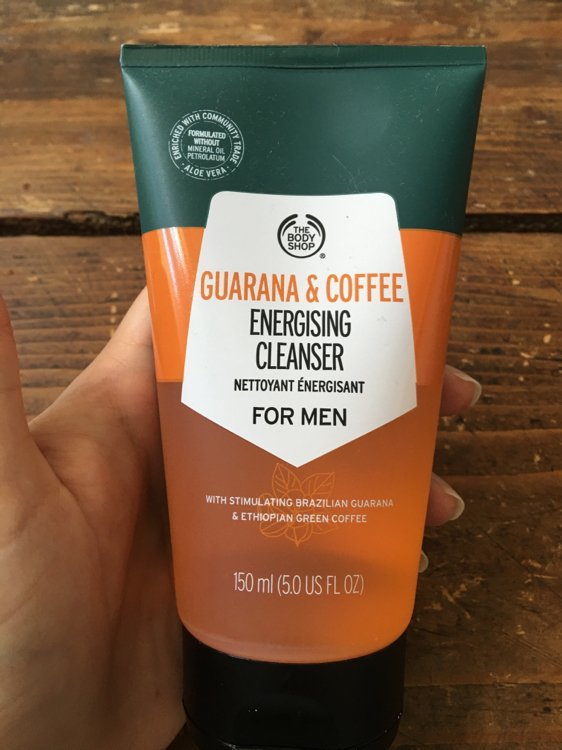 ENRICHED WITH COMMUNITY TRADE
FORMULATED
WITHOUT
MINERAL OIL
PETROLATUM
· ALOE VERA ·
THE
BODY
SHOP
®
GUARANA & COFFEE
ENERGISING
CLEANSER
NETTOYANT ÉNERGISANT
FOR MEN
WITH STIMULATING BRAZILIAN GUARANA
& ETHIOPIAN GREEN COFFEE
150 ml (5.0 US FL OZ)